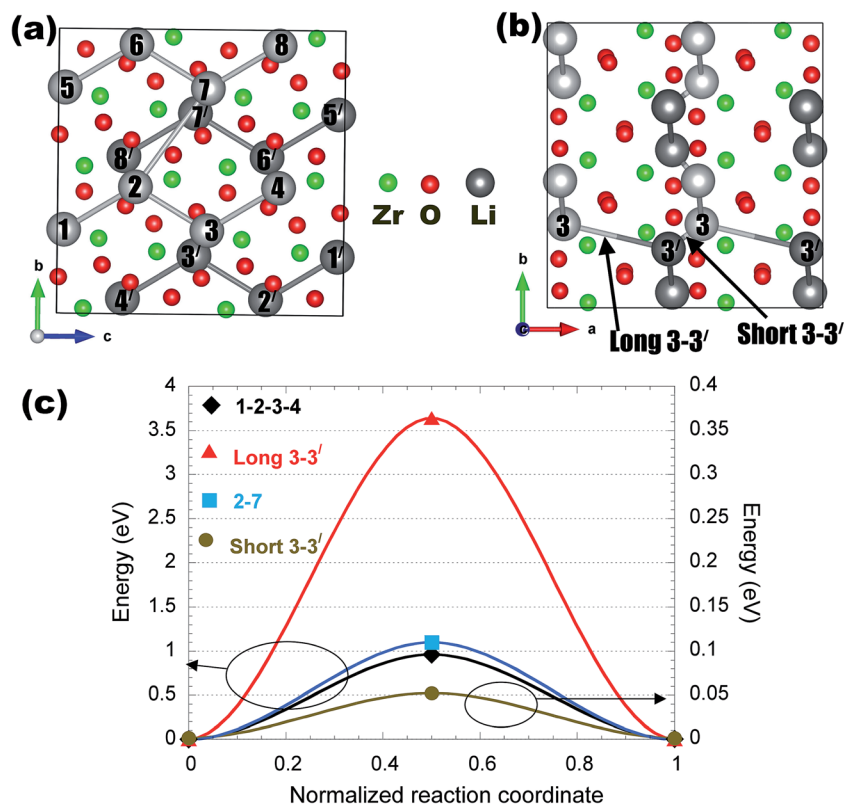 (a)
6 8
5 7
7/ 5/
8/ 6/
2 4
1 3
3/ 1/
4/ 2/
b
c
Zr O Li
(b)
3 3
3/ 3/
b
c a
Long 3-3/
Short 3-3/
(c)
1-2-3-4
Long 3-3/
2-7
Short 3-3/
Energy (eV)
4
3.5
3
2.5
2
1.5
1
0.5
0
0.4
0.35
0.3
0.25
0.2
0.15
0.1
0.05
0
Energy (eV)
0 0.2 0.4 0.6 0.8 1
Normalized reaction coordinate